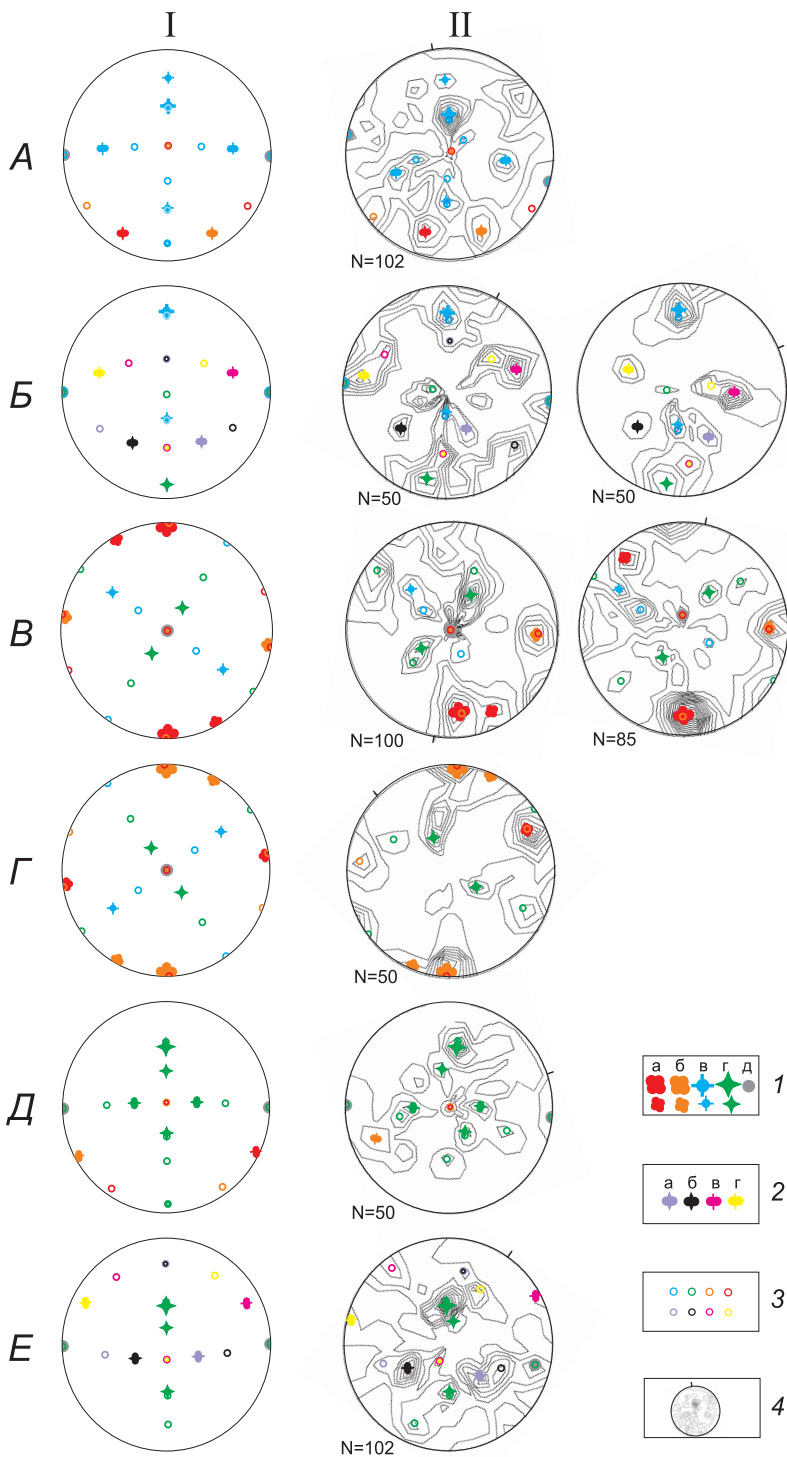 I II
А
N=102
Б
N=50 N=50
В
N=100 N=85
Г
N=50
Д
N=50
Е
N=102
а б в г д
1
а б в г
2
3
4